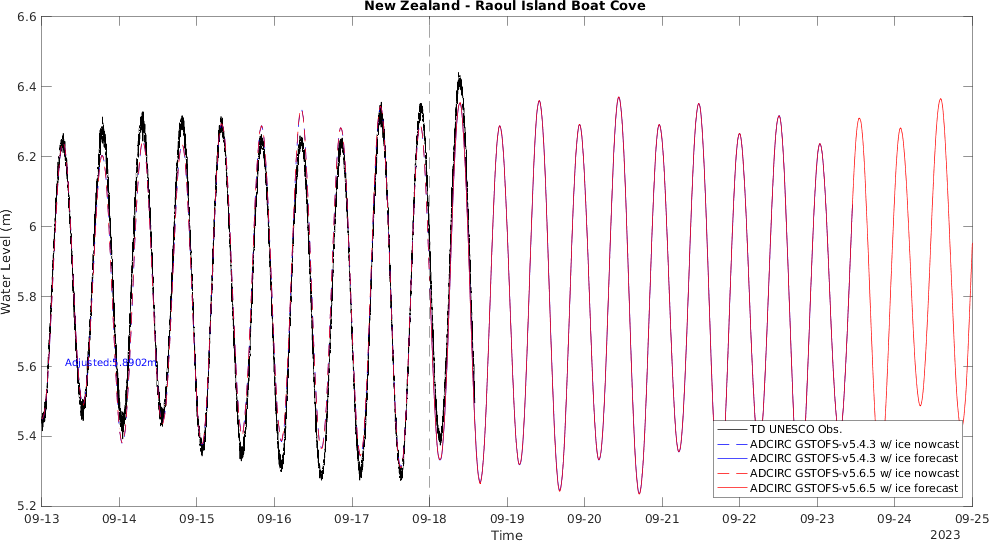 New Zealand - Raoul Island Boat Cove
6.6
6.4
6.2
6
5.8
5.6
5.4
5.2
Water Level (m)
Adjusted:5.8902m
TD UNESCO Obs.
ADCIRC GSTOFS-v5.4.3 w/ ice nowcast
ADCIRC GSTOFS-v5.4.3 w/ ice forecast
ADCIRC GSTOFS-v5.6.5 w/ ice nowcast
ADCIRC GSTOFS-v5.6.5 w/ ice forecast
09-13 09-14 09-15 09-16 09-17 09-18 09-19 09-20 09-21 09-22 09-23 09-24 09-25
Time
2023